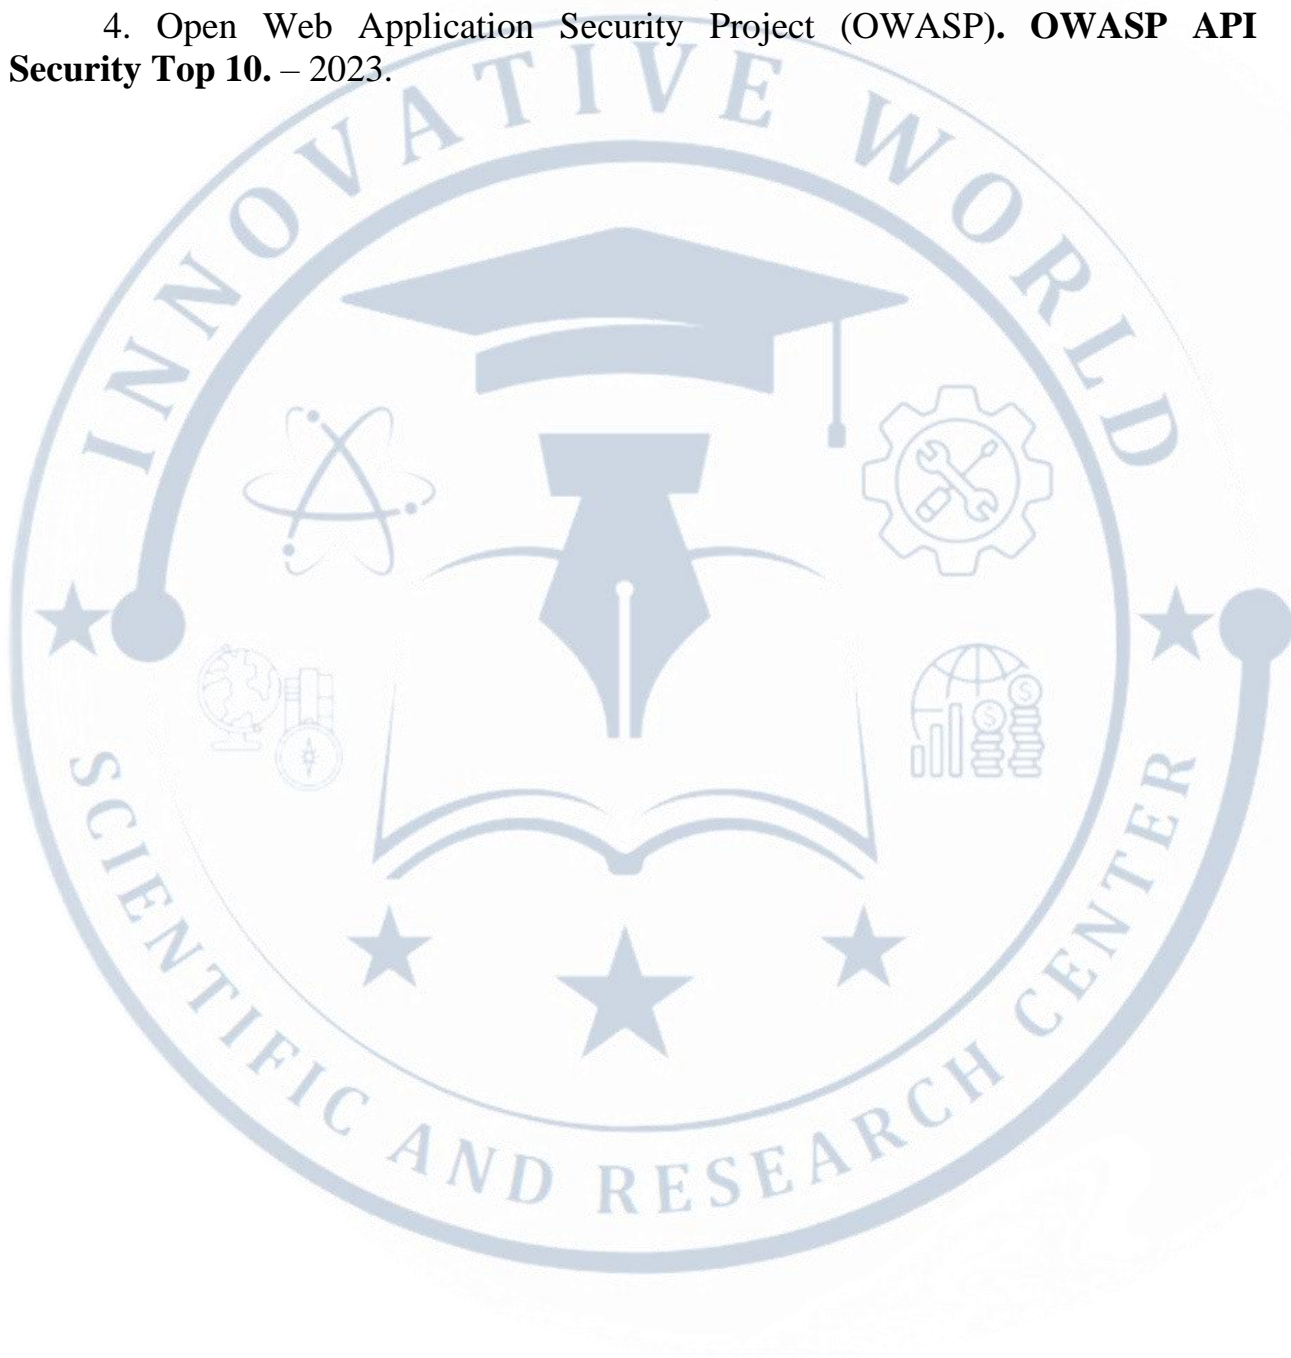 4. Open Web Application Security Project (OWASP). OWASP API
Security Top 10. – 2023.
INNOVATIVE WORLD
SCIENTIFIC AND RESEARCH CENTER